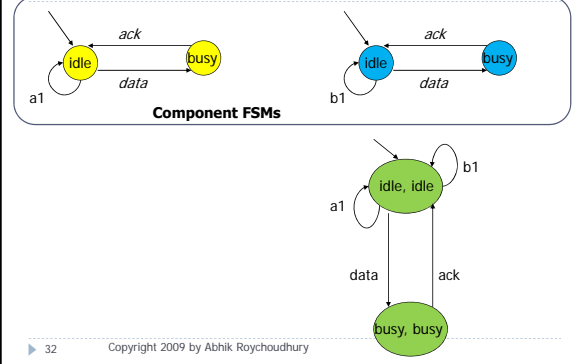 ack
ack
idle
busy
idle
busy
data
data
a1
b1
Component FSMs
b1
idle, idle
a1
data
ack
busy, busy
32
Copyright 2009 by Abhik Roychoudhury